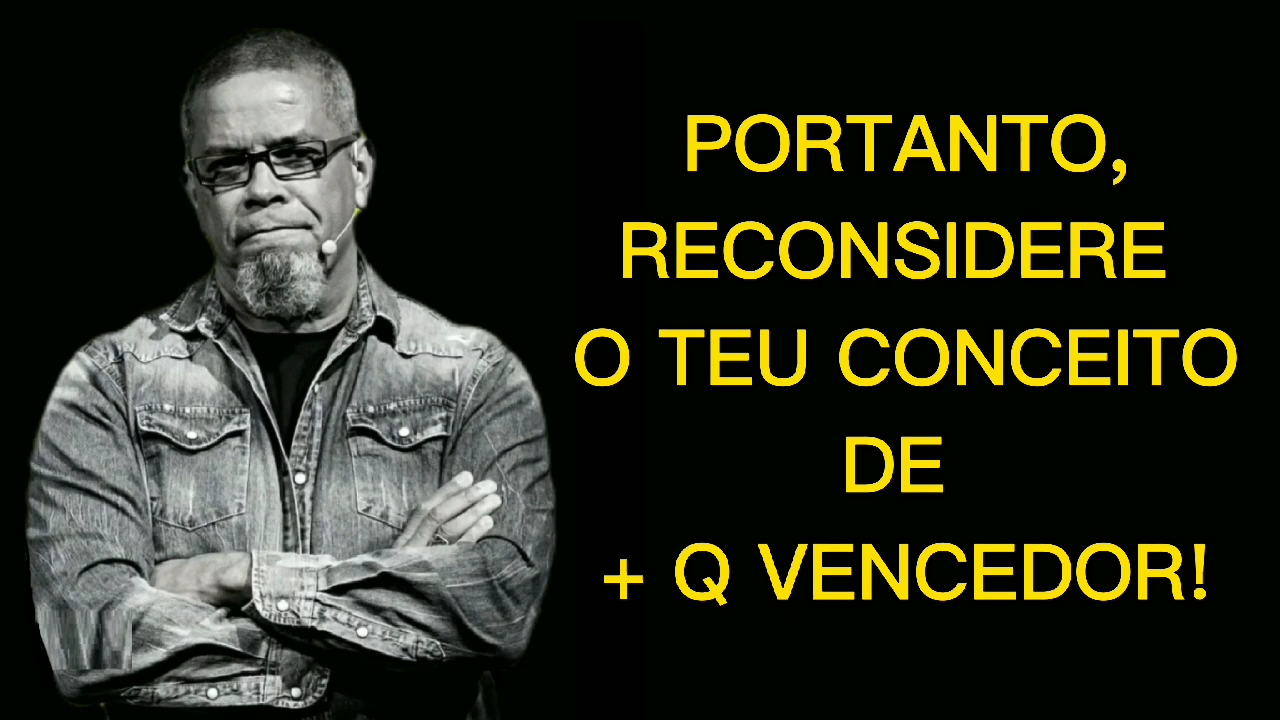 PORTANTO,
RECONSIDERE
O TEU CONCEITO
DE
+ Q VENCEDOR!